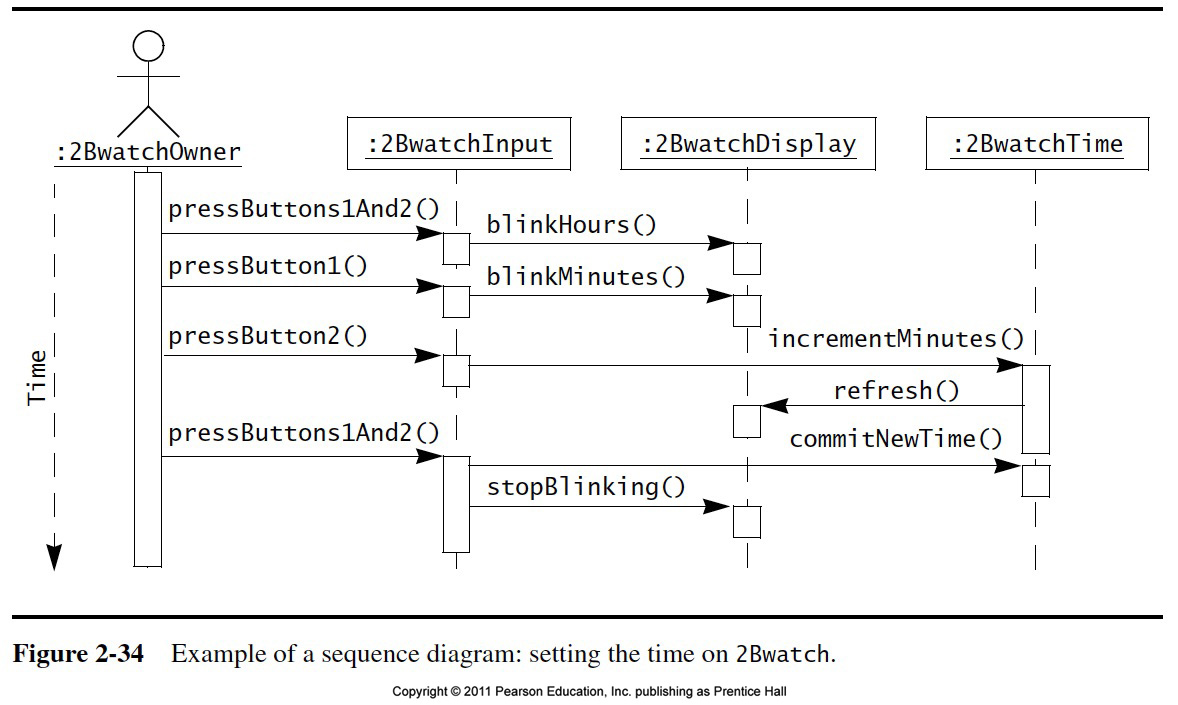 :2BwatchOwner
:2BwatchInput
:2BwatchDisplay
:2BwatchTime
pressButtons1And2()
blinkHours()
pressButton1()
blinkMinutes()
pressButton2()
incrementMinutes()
Time
refresh()
pressButtons1And2()
commitNewTime()
stopBlinking()
Figure 2-34 Example of a sequence diagram: setting the time on 2Bwatch.
Copyright © 2011 Pearson Education, Inc. publishing as Prentice Hall